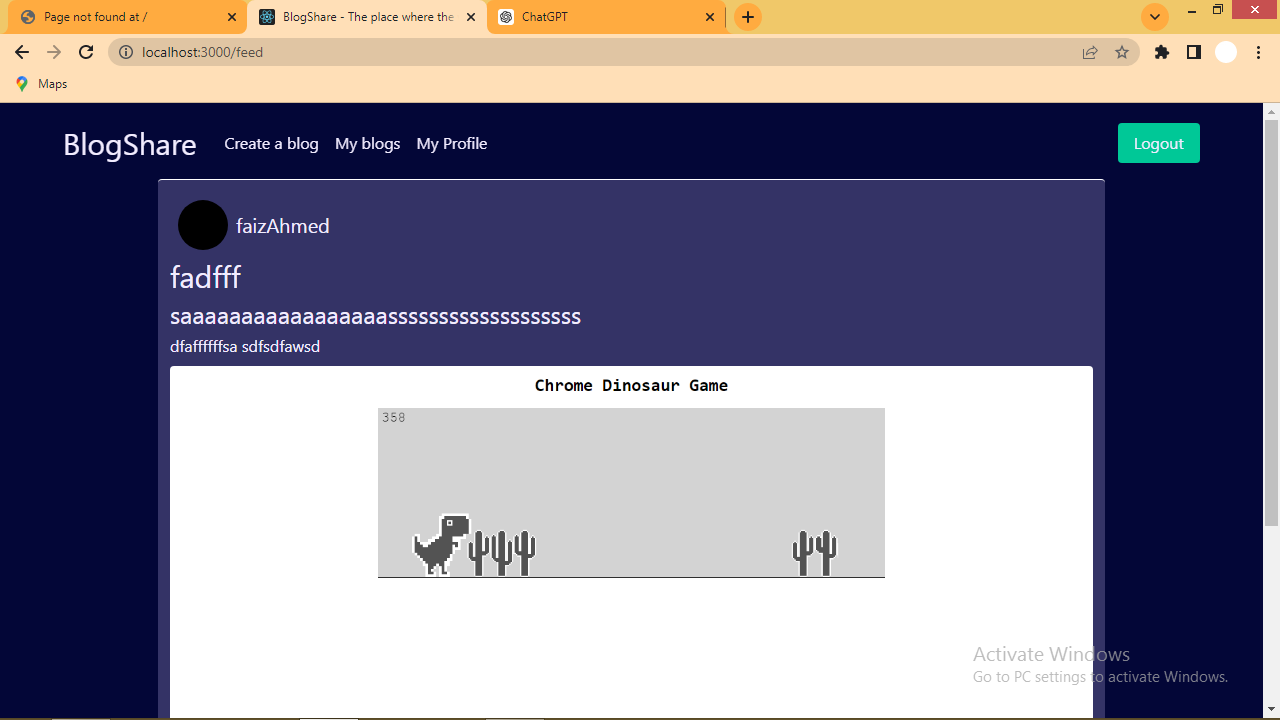 Page not found at /
BlogShare - The place where the
ChatGPT
localhost:3000/feed
Maps
BlogShare
Create a blog
My blogs
My Profile
Logout
faizAhmed
fadfff
saaaaaaaaaaaaaaaaasssssssssssssssssss
dfaffffffsa sdfsdfawsd
Chrome Dinosaur Game
358
Activate Windows
Go to PC settings to activate Windows.